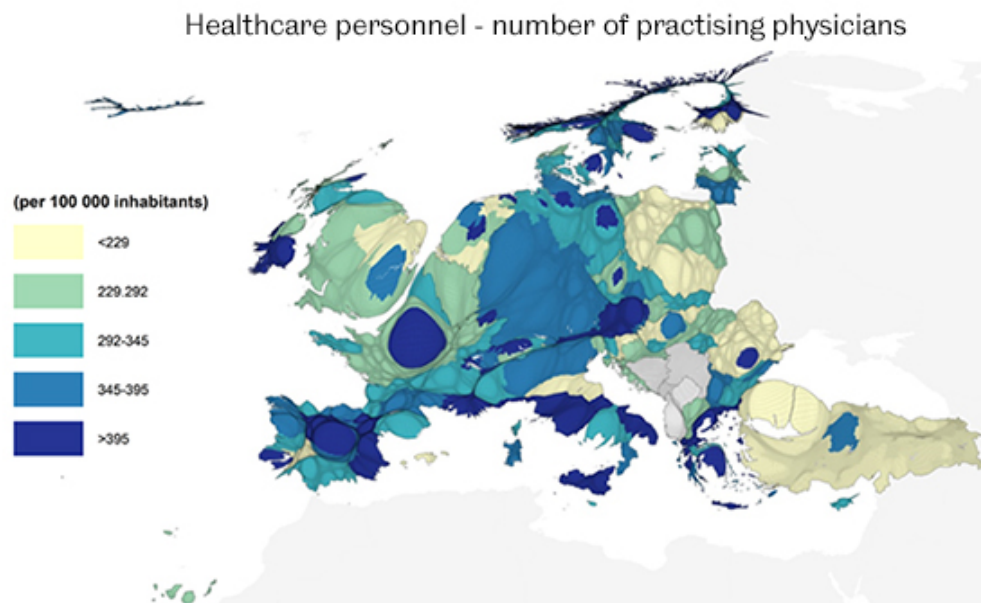 Healthcare personnel - number of practising physicians
(per 100 000 inhabitants)
<229
229.292
292-345
345-395
>395